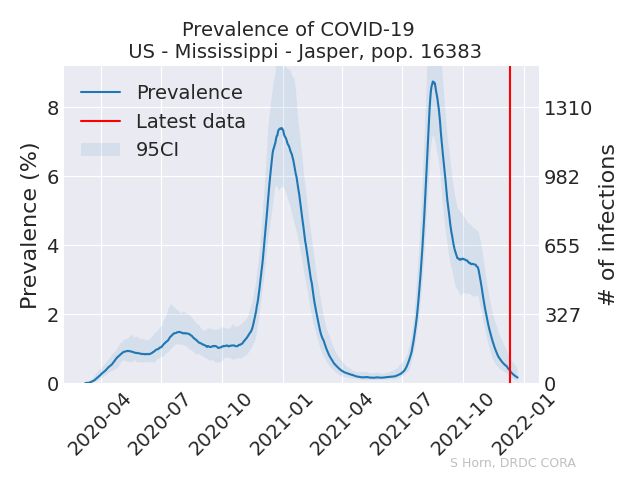 Prevalence of COVID-19
US - Mississippi - Jasper, pop. 16383
Prevalence
Latest data
95CI
Prevalence (%)
8
6
4
2
0
# of infections
1310
982
655
327
0
2020-04
2020-07
2020-10
2021-01
2021-04
2021-07
2021-10
2022-01
S Horn, DRDC CORA